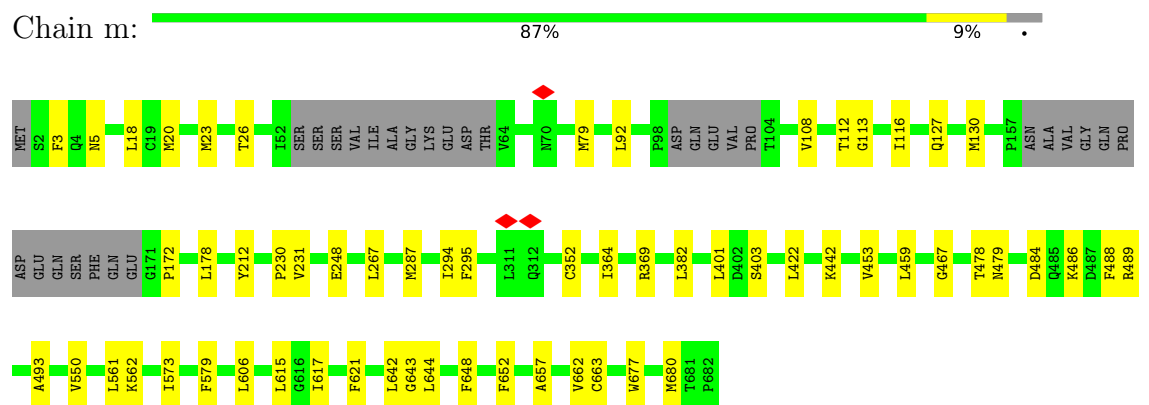 Chain m:
87% 9% •
MET S2 F3 Q4 N5 L18 C19 M20 M23 T26 I52 SER SER SER VAL ILE ALA GLY LYS GLU ASP THR V64 N70 M79 L92 P98 ASP GLN GLU VAL PRO T104 V108 T112 G113 I116 Q127 M130 P157 ASN ALA VAL GLY GLN PRO
ASP GLU GLN SER PHE GLN GLU G171 P172 L178 Y212 P230 V231 E248 L267 M287 I294 F295 L311 Q312 C352 I364 R369 L382 L401 D402 S403 L422 K442 V453 L459 G467 T478 N479 D484 Q485 K486 D487 F488 R489
A493 V550 L561 K562 I573 F579 L606 L615 G616 I617 F621 L642 G643 L644 F648 F652 A657 V662 C663 W677 M680 T681 P682